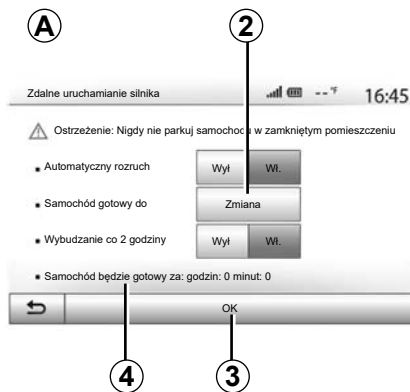 A
2
Zdalne uruchamianie silnika -- °F 16:45
Ostrzeżenie: Nigdy nie parkuj samochodu w zamkniętym pomieszczeniu
Automatyczny rozruch Wył Wł.
Samochód gotowy do Zmiana
Wybudzanie co 2 godziny Wył Wł.
Samochód będzie gotowy za: godzin: 0 minut: 0
OK
4 3